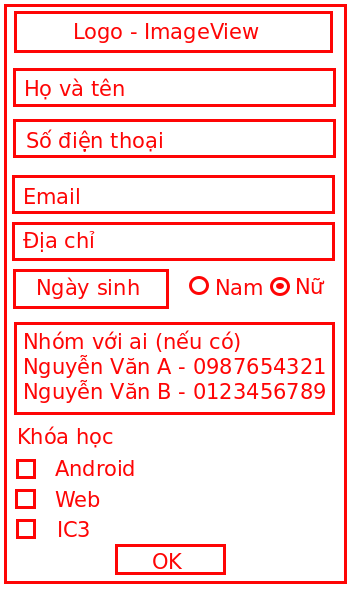 Logo - ImageView
Họ và tên
Số điện thoại
Email
Địa chỉ
Ngày sinh Nam Nữ
Nhóm với ai (nếu có)
Nguyễn Văn A - 0987654321
Nguyễn Văn B - 0123456789
Khóa học
Android
Web
IC3
OK